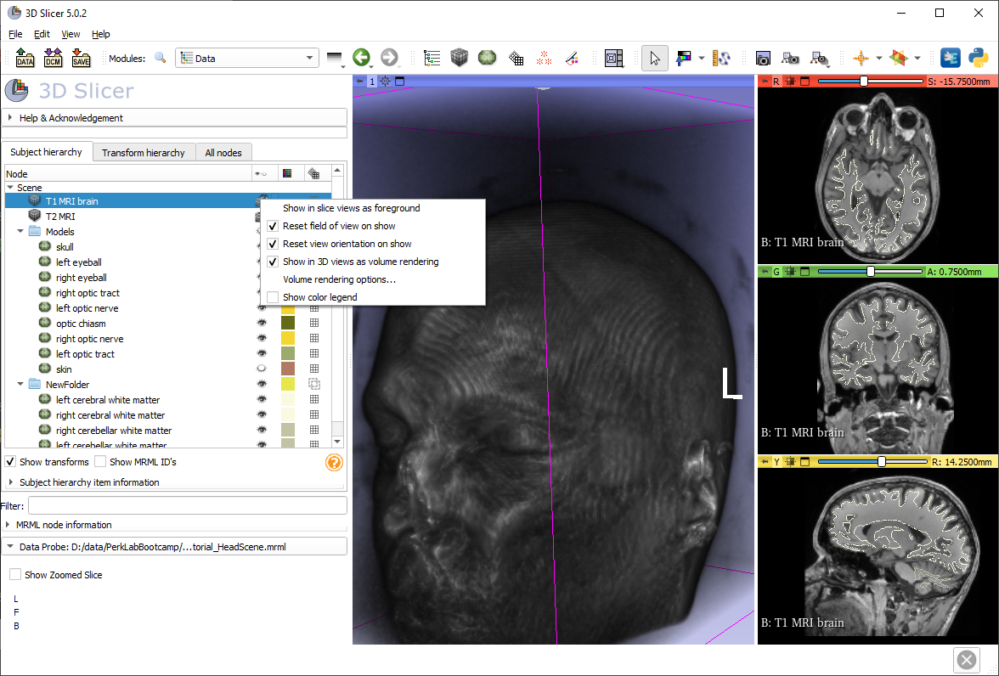 3D Slicer 5.0.2
File Edit View Help
DATA DCM SAVE Modules: Data
3D Slicer
Help & Acknowledgement
Subject hierarchy Transform hierarchy All nodes
Node
Scene
T1 MRI brain
T2 MRI
Models
skull
left eyeball
right eyeball
right optic tract
left optic nerve
optic chiasm
right optic nerve
left optic tract
skin
NewFolder
left cerebral white matter
right cerebral white matter
right cerebellar white matter
left cerebellar white matter
Show in slice views as foreground
Reset field of view on show
Reset view orientation on show
Show in 3D views as volume rendering
Volume rendering options...
Show color legend
Show transforms Show MRML ID's
Subject hierarchy item information
Filter:
MRML node information
Data Probe: D:/data/PerkLabBootcamp/...torial_HeadScene.mrml
Show Zoomed Slice
L
F
B
1
L
R S: -15.7500mm
B: T1 MRI brain
G A: 0.7500mm
B: T1 MRI brain
Y R: 14.2500mm
B: T1 MRI brain